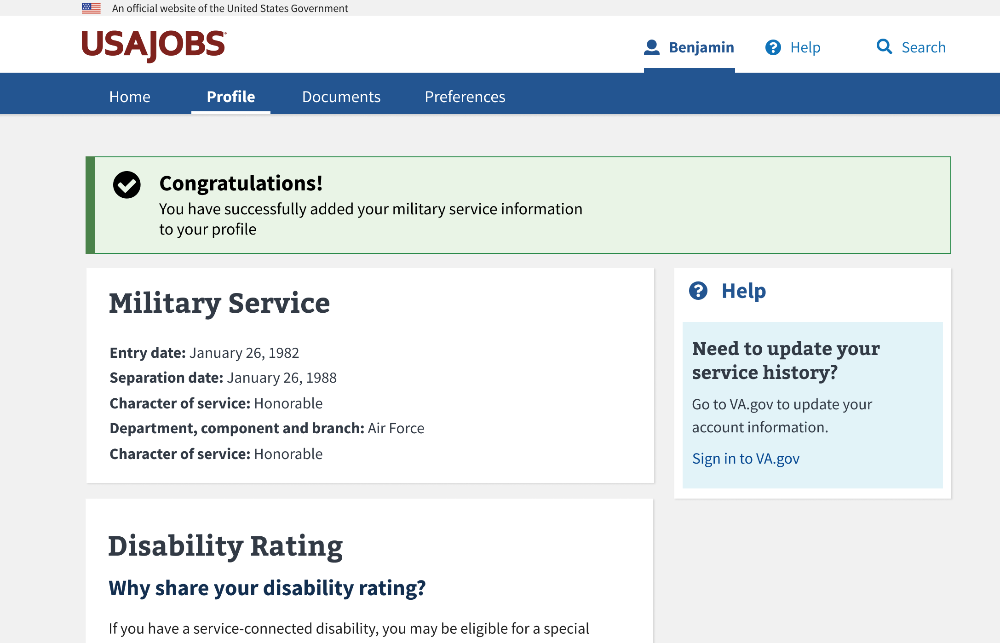 An official website of the United States Government
USAJOBS®
Benjamin
Help
Search
Home
Profile
Documents
Preferences
Congratulations!
You have successfully added your military service information
to your profile
Military Service
Entry date: January 26, 1982
Separation date: January 26, 1988
Character of service: Honorable
Department, component and branch: Air Force
Character of service: Honorable
Help
Need to update your
service history?
Go to VA.gov to update your
account information.
Sign in to VA.gov
Disability Rating
Why share your disability rating?
If you have a service-connected disability, you may be eligible for a special